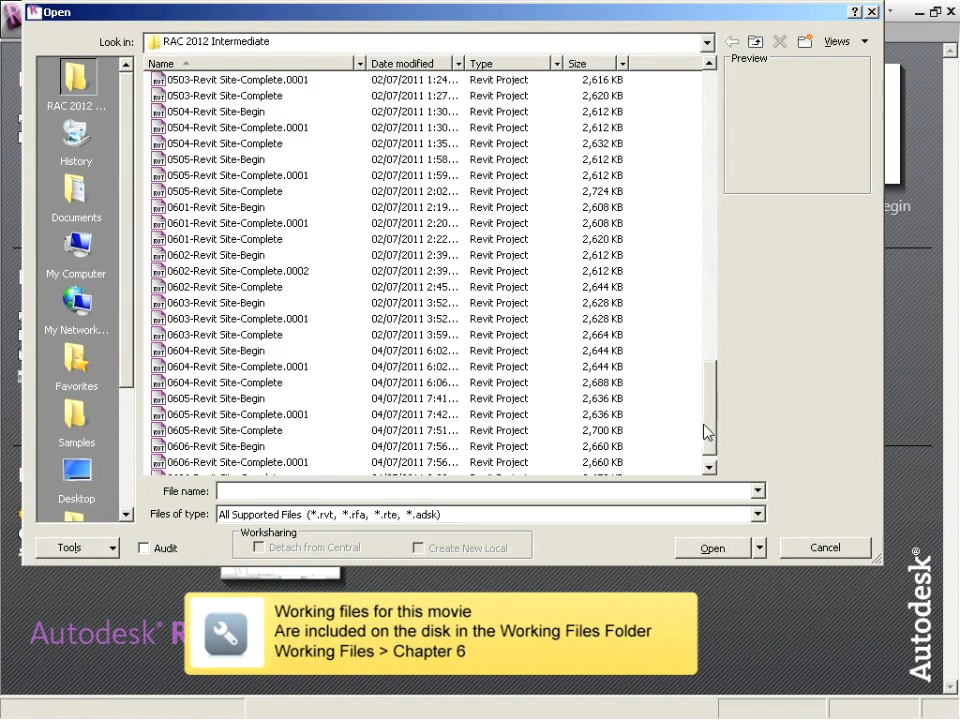 Open
Look in:
RAC 2012 Intermediate
Views
Name
Date modified
Type
Size
Preview
RAC 2012 ...
History
Documents
My Computer
My Network...
Favorites
Samples
Desktop
0503-Revit Site-Complete.0001 02/07/2011 1:24... Revit Project 2,616 KB
0503-Revit Site-Complete 02/07/2011 1:27... Revit Project 2,620 KB
0504-Revit Site-Begin 02/07/2011 1:30... Revit Project 2,612 KB
0504-Revit Site-Complete.0001 02/07/2011 1:30... Revit Project 2,612 KB
0504-Revit Site-Complete 02/07/2011 1:35... Revit Project 2,632 KB
0505-Revit Site-Begin 02/07/2011 1:58... Revit Project 2,612 KB
0505-Revit Site-Complete.0001 02/07/2011 1:59... Revit Project 2,612 KB
0505-Revit Site-Complete 02/07/2011 2:02... Revit Project 2,724 KB
0601-Revit Site-Begin 02/07/2011 2:19... Revit Project 2,608 KB
0601-Revit Site-Complete.0001 02/07/2011 2:20... Revit Project 2,608 KB
0601-Revit Site-Complete 02/07/2011 2:22... Revit Project 2,620 KB
0602-Revit Site-Begin 02/07/2011 2:39... Revit Project 2,612 KB
0602-Revit Site-Complete.0002 02/07/2011 2:39... Revit Project 2,612 KB
0602-Revit Site-Complete 02/07/2011 2:45... Revit Project 2,644 KB
0603-Revit Site-Begin 02/07/2011 3:52... Revit Project 2,628 KB
0603-Revit Site-Complete.0001 02/07/2011 3:52... Revit Project 2,628 KB
0603-Revit Site-Complete 02/07/2011 3:59... Revit Project 2,664 KB
0604-Revit Site-Begin 04/07/2011 6:02... Revit Project 2,644 KB
0604-Revit Site-Complete.0001 04/07/2011 6:02... Revit Project 2,644 KB
0604-Revit Site-Complete 04/07/2011 6:06... Revit Project 2,688 KB
0605-Revit Site-Begin 04/07/2011 7:41... Revit Project 2,636 KB
0605-Revit Site-Complete.0001 04/07/2011 7:42... Revit Project 2,636 KB
0605-Revit Site-Complete 04/07/2011 7:51... Revit Project 2,700 KB
0606-Revit Site-Begin 04/07/2011 7:56... Revit Project 2,660 KB
0606-Revit Site-Complete.0001 04/07/2011 7:56... Revit Project 2,660 KB
egin
File name:
Files of type: All Supported Files (*.rvt, *.rfa, *.rte, *.adsk)
Tools
Audit
Worksharing
Detach from Central
Create New Local
Open
Cancel
Autodesk® R
Working files for this movie
Are included on the disk in the Working Files Folder
Working Files > Chapter 6
Autodesk®